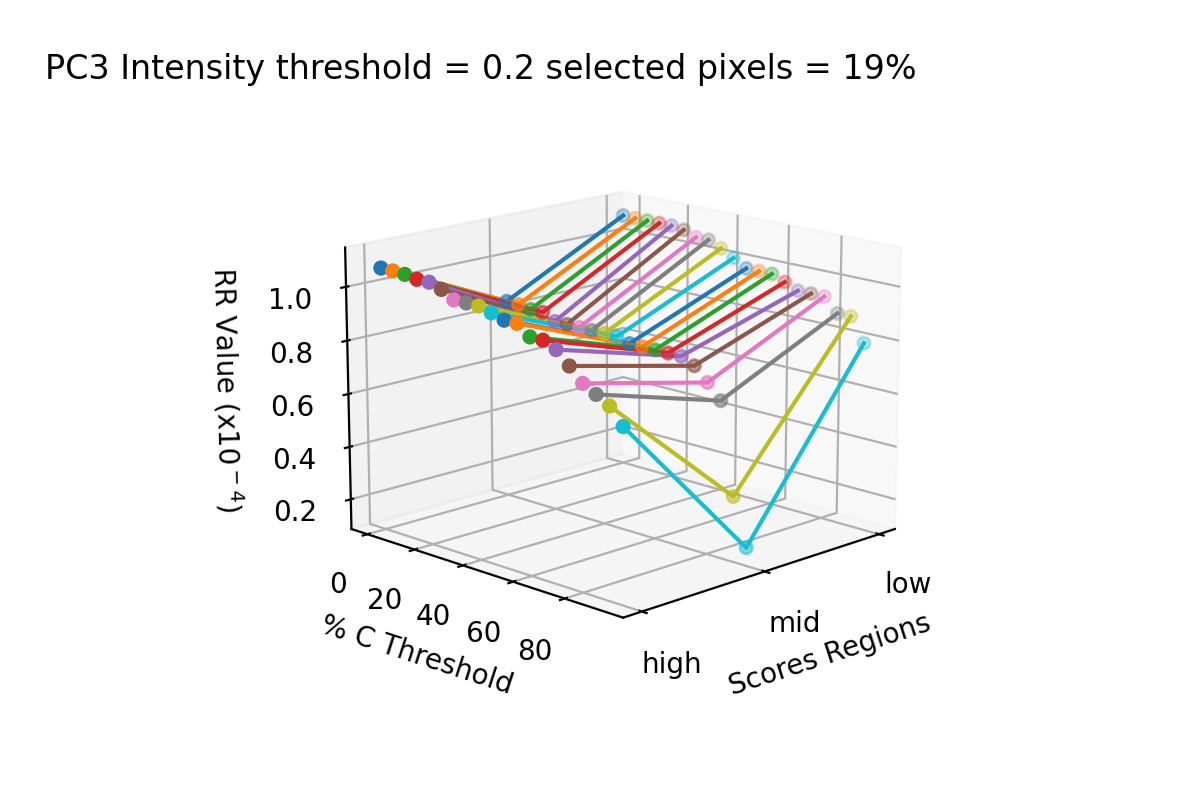 PC3 Intensity threshold = 0.2 selected pixels = 19%
RR Value (x10⁻⁴)
1.0
0.8
0.6
0.4
0.2
0
20
40
60
80
% C Threshold
high
mid
low
Scores Regions